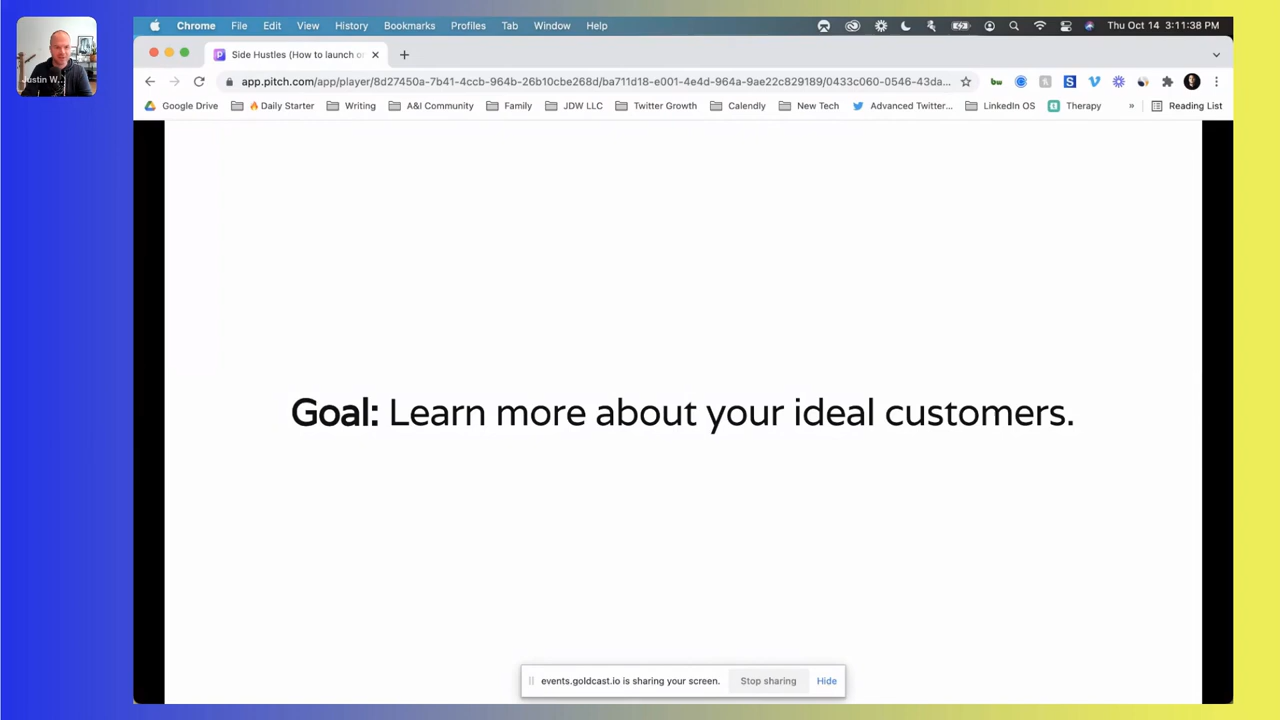 Chrome File Edit View History Bookmarks Profiles Tab Window Help Thu Oct 14 3:11:38 PM
Side Hustles (How to launch or
app.pitch.com/app/player/8d27450a-7b41-4ccb-964b-26b10cbe268d/ba711d18-e001-4e4d-964a-9ae22c829189/0433c060-0546-43da...
Google Drive Daily Starter Writing A&I Community Family JDW LLC Twitter Growth Calendly New Tech Advanced Twitter... LinkedIn OS Therapy » Reading List
Justin W...
Goal: Learn more about your ideal customers.
events.goldcast.io is sharing your screen. Stop sharing Hide